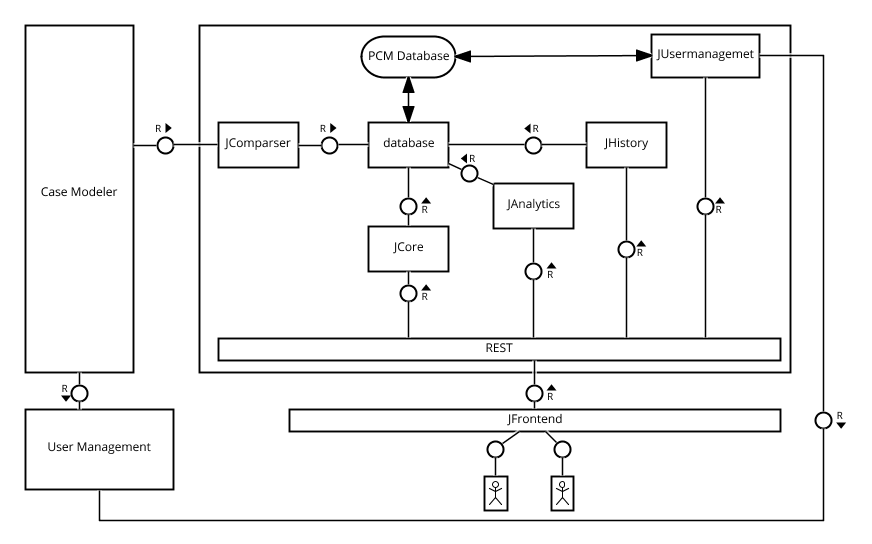 PCM Database
JUsermanagemet
R
R
R
JComparser
database
JHistory
R
Case Modeler
JAnalytics
R
R
JCore
R
R
R
REST
R
R
JFrontend
R
User Management